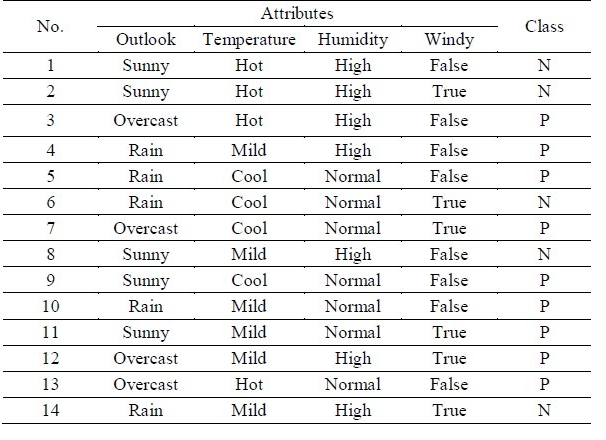 Attributes
No. Class
Outlook Temperature Humidity Windy
1 Sunny Hot High False N
2 Sunny Hot High True N
3 Overcast Hot High False P
4 Rain Mild High False P
5 Rain Cool Normal False P
6 Rain Cool Normal True N
7 Overcast Cool Normal True P
8 Sunny Mild High False N
9 Sunny Cool Normal False P
10 Rain Mild Normal False P
11 Sunny Mild Normal True P
12 Overcast Mild High True P
13 Overcast Hot Normal False P
14 Rain Mild High True N